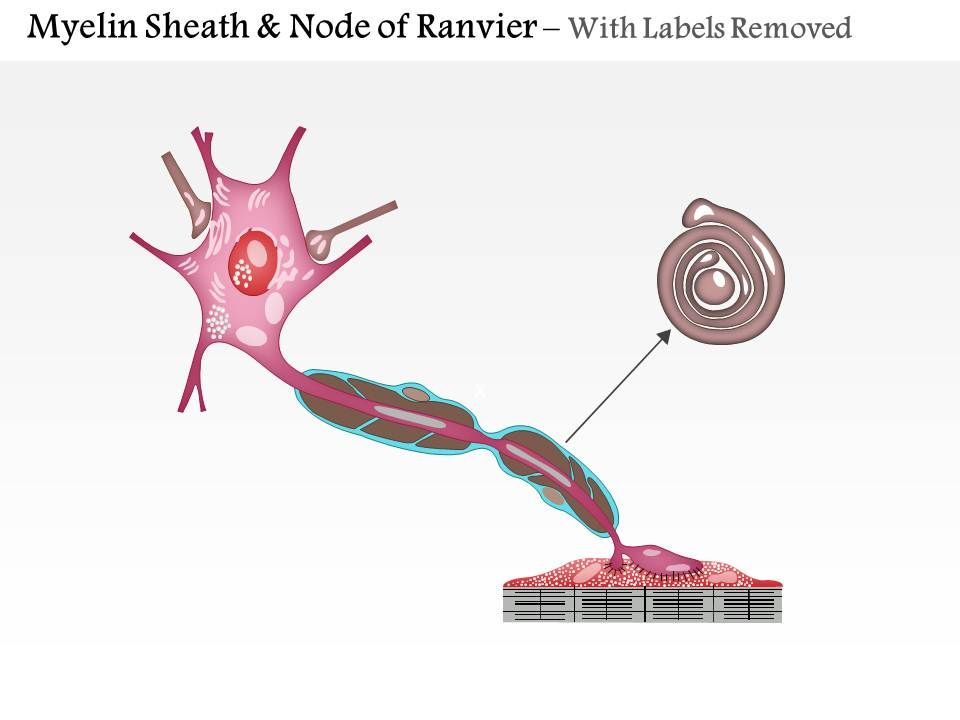 Myelin Sheath & Node of Ranvier – With Labels Removed
x